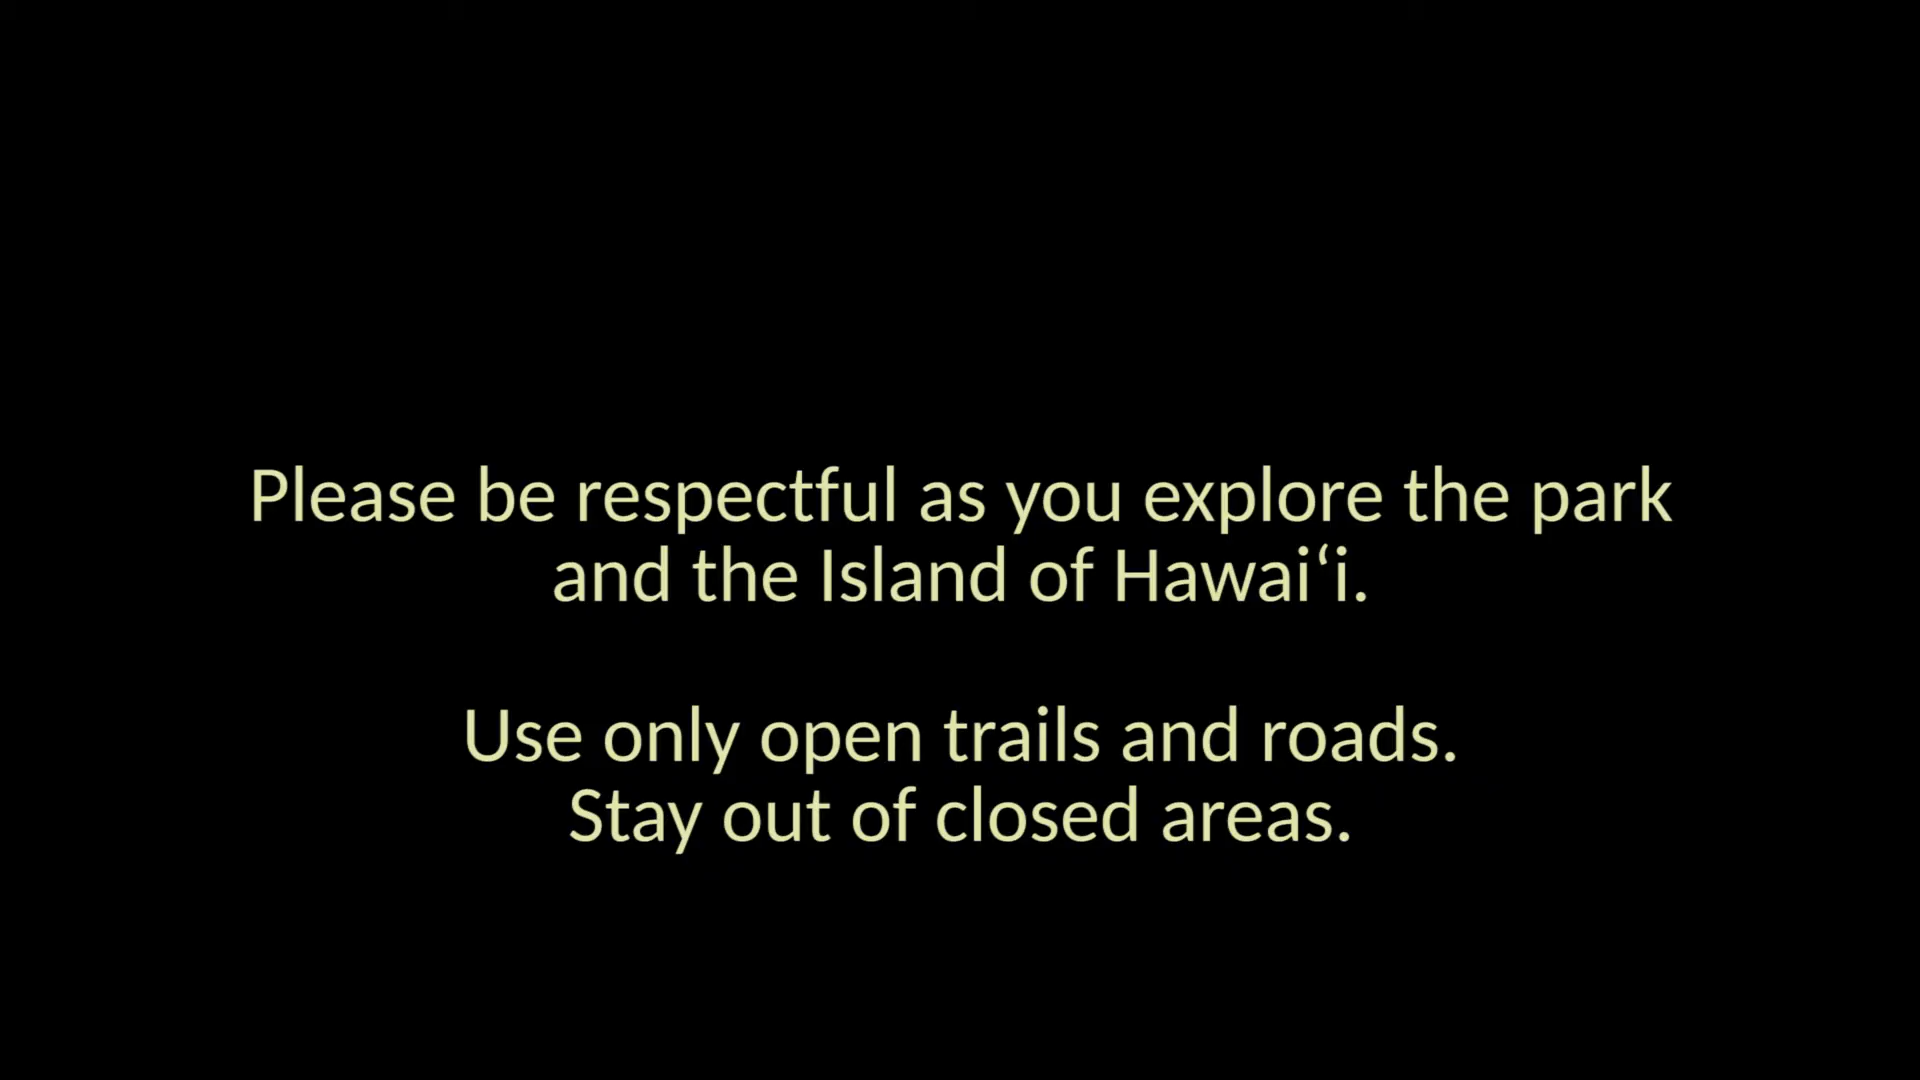 Please be respectful as you explore the park
and the Island of Hawaiʻi.
Use only open trails and roads.
Stay out of closed areas.